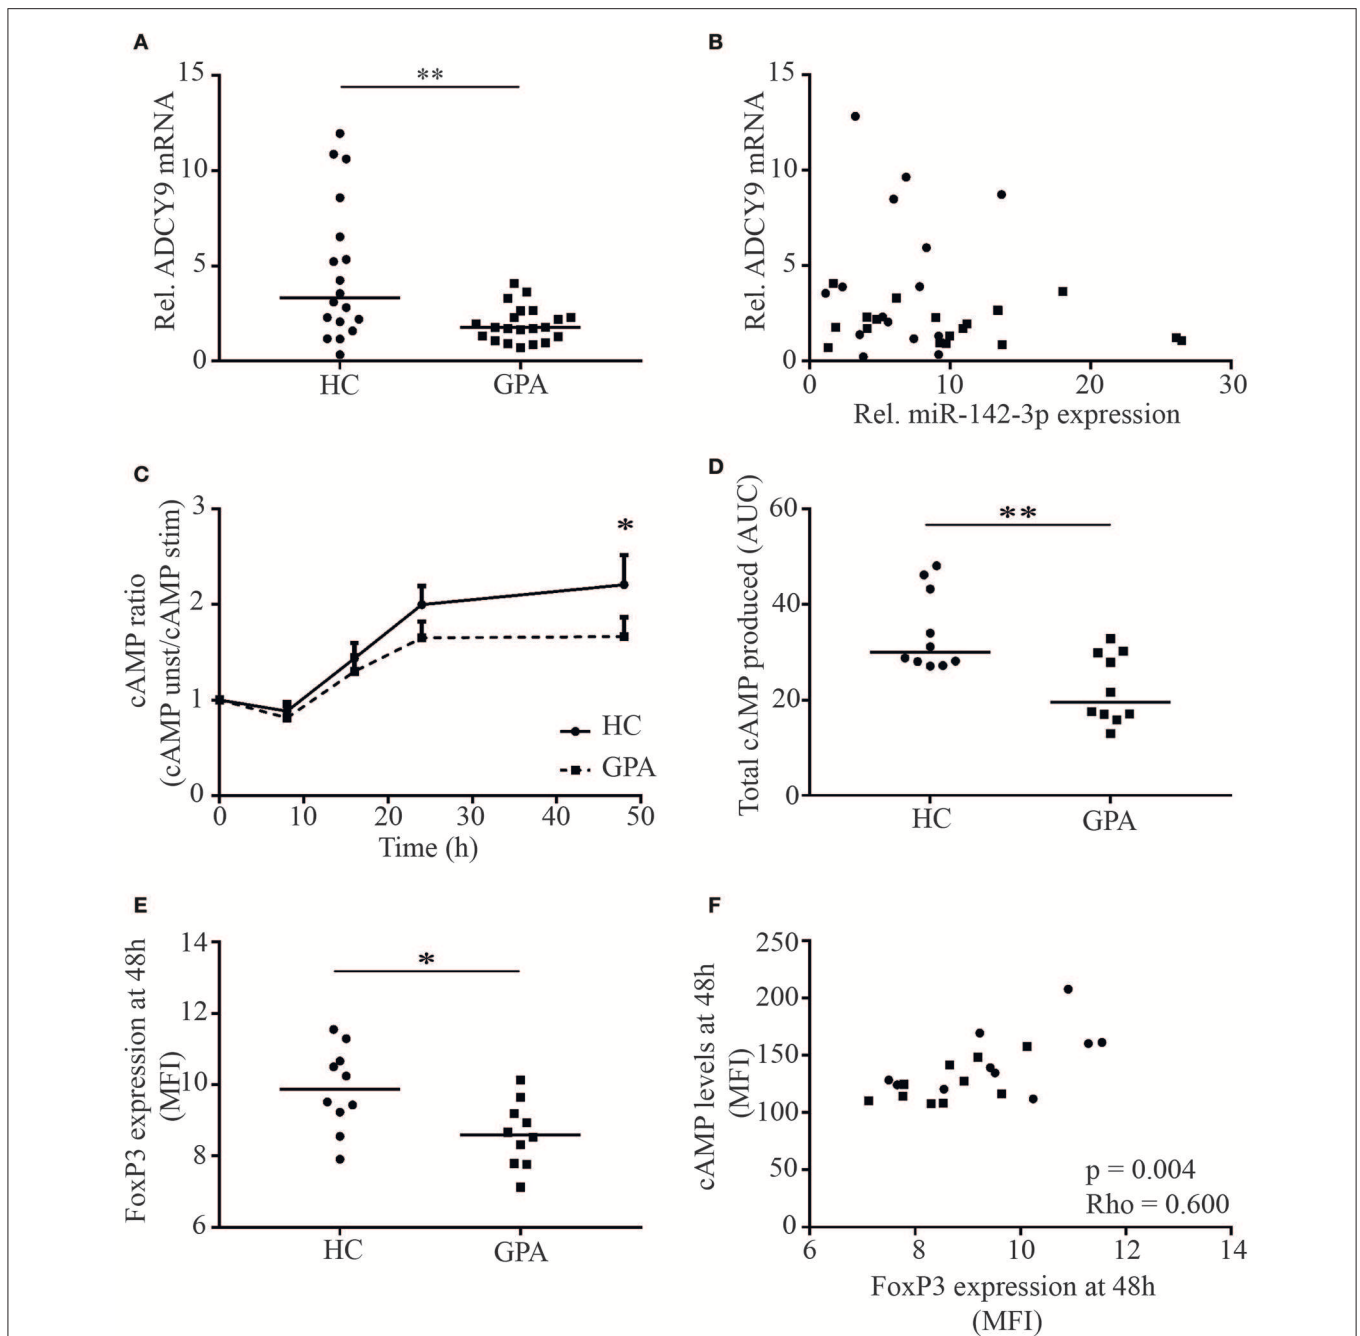 A
Rel. ADCY9 mRNA
15
10
5
0
**
HC
GPA
B
Rel. ADCY9 mRNA
15
10
5
0
0
10
20
30
Rel. miR-142-3p expression
C
cAMP ratio
(cAMP unst/cAMP stim)
3
2
1
0
*
HC
GPA
0
10
20
30
40
50
Time (h)
D
Total cAMP produced (AUC)
60
40
20
0
**
HC
GPA
E
FoxP3 expression at 48h
(MFI)
14
12
10
8
6
*
HC
GPA
F
cAMP levels at 48h
(MFI)
250
200
150
100
50
0
p = 0.004
Rho = 0.600
6
8
10
12
14
FoxP3 expression at 48h
(MFI)